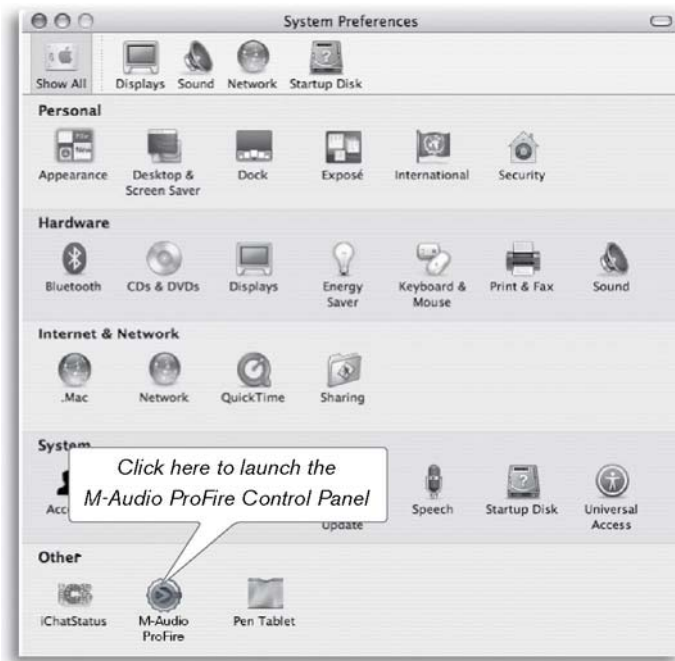 System Preferences
Show All Displays Sound Network Startup Disk
Personal
Appearance Desktop & Screen Saver Dock Exposé International Security
Hardware
Bluetooth CDs & DVDs Displays Energy Saver Keyboard & Mouse Print & Fax Sound
Internet & Network
.Mac Network QuickTime Sharing
System
Click here to launch the
M-Audio ProFire Control Panel
Update Speech Startup Disk Universal Access
Other
iChatStatus M-Audio ProFire Pen Tablet